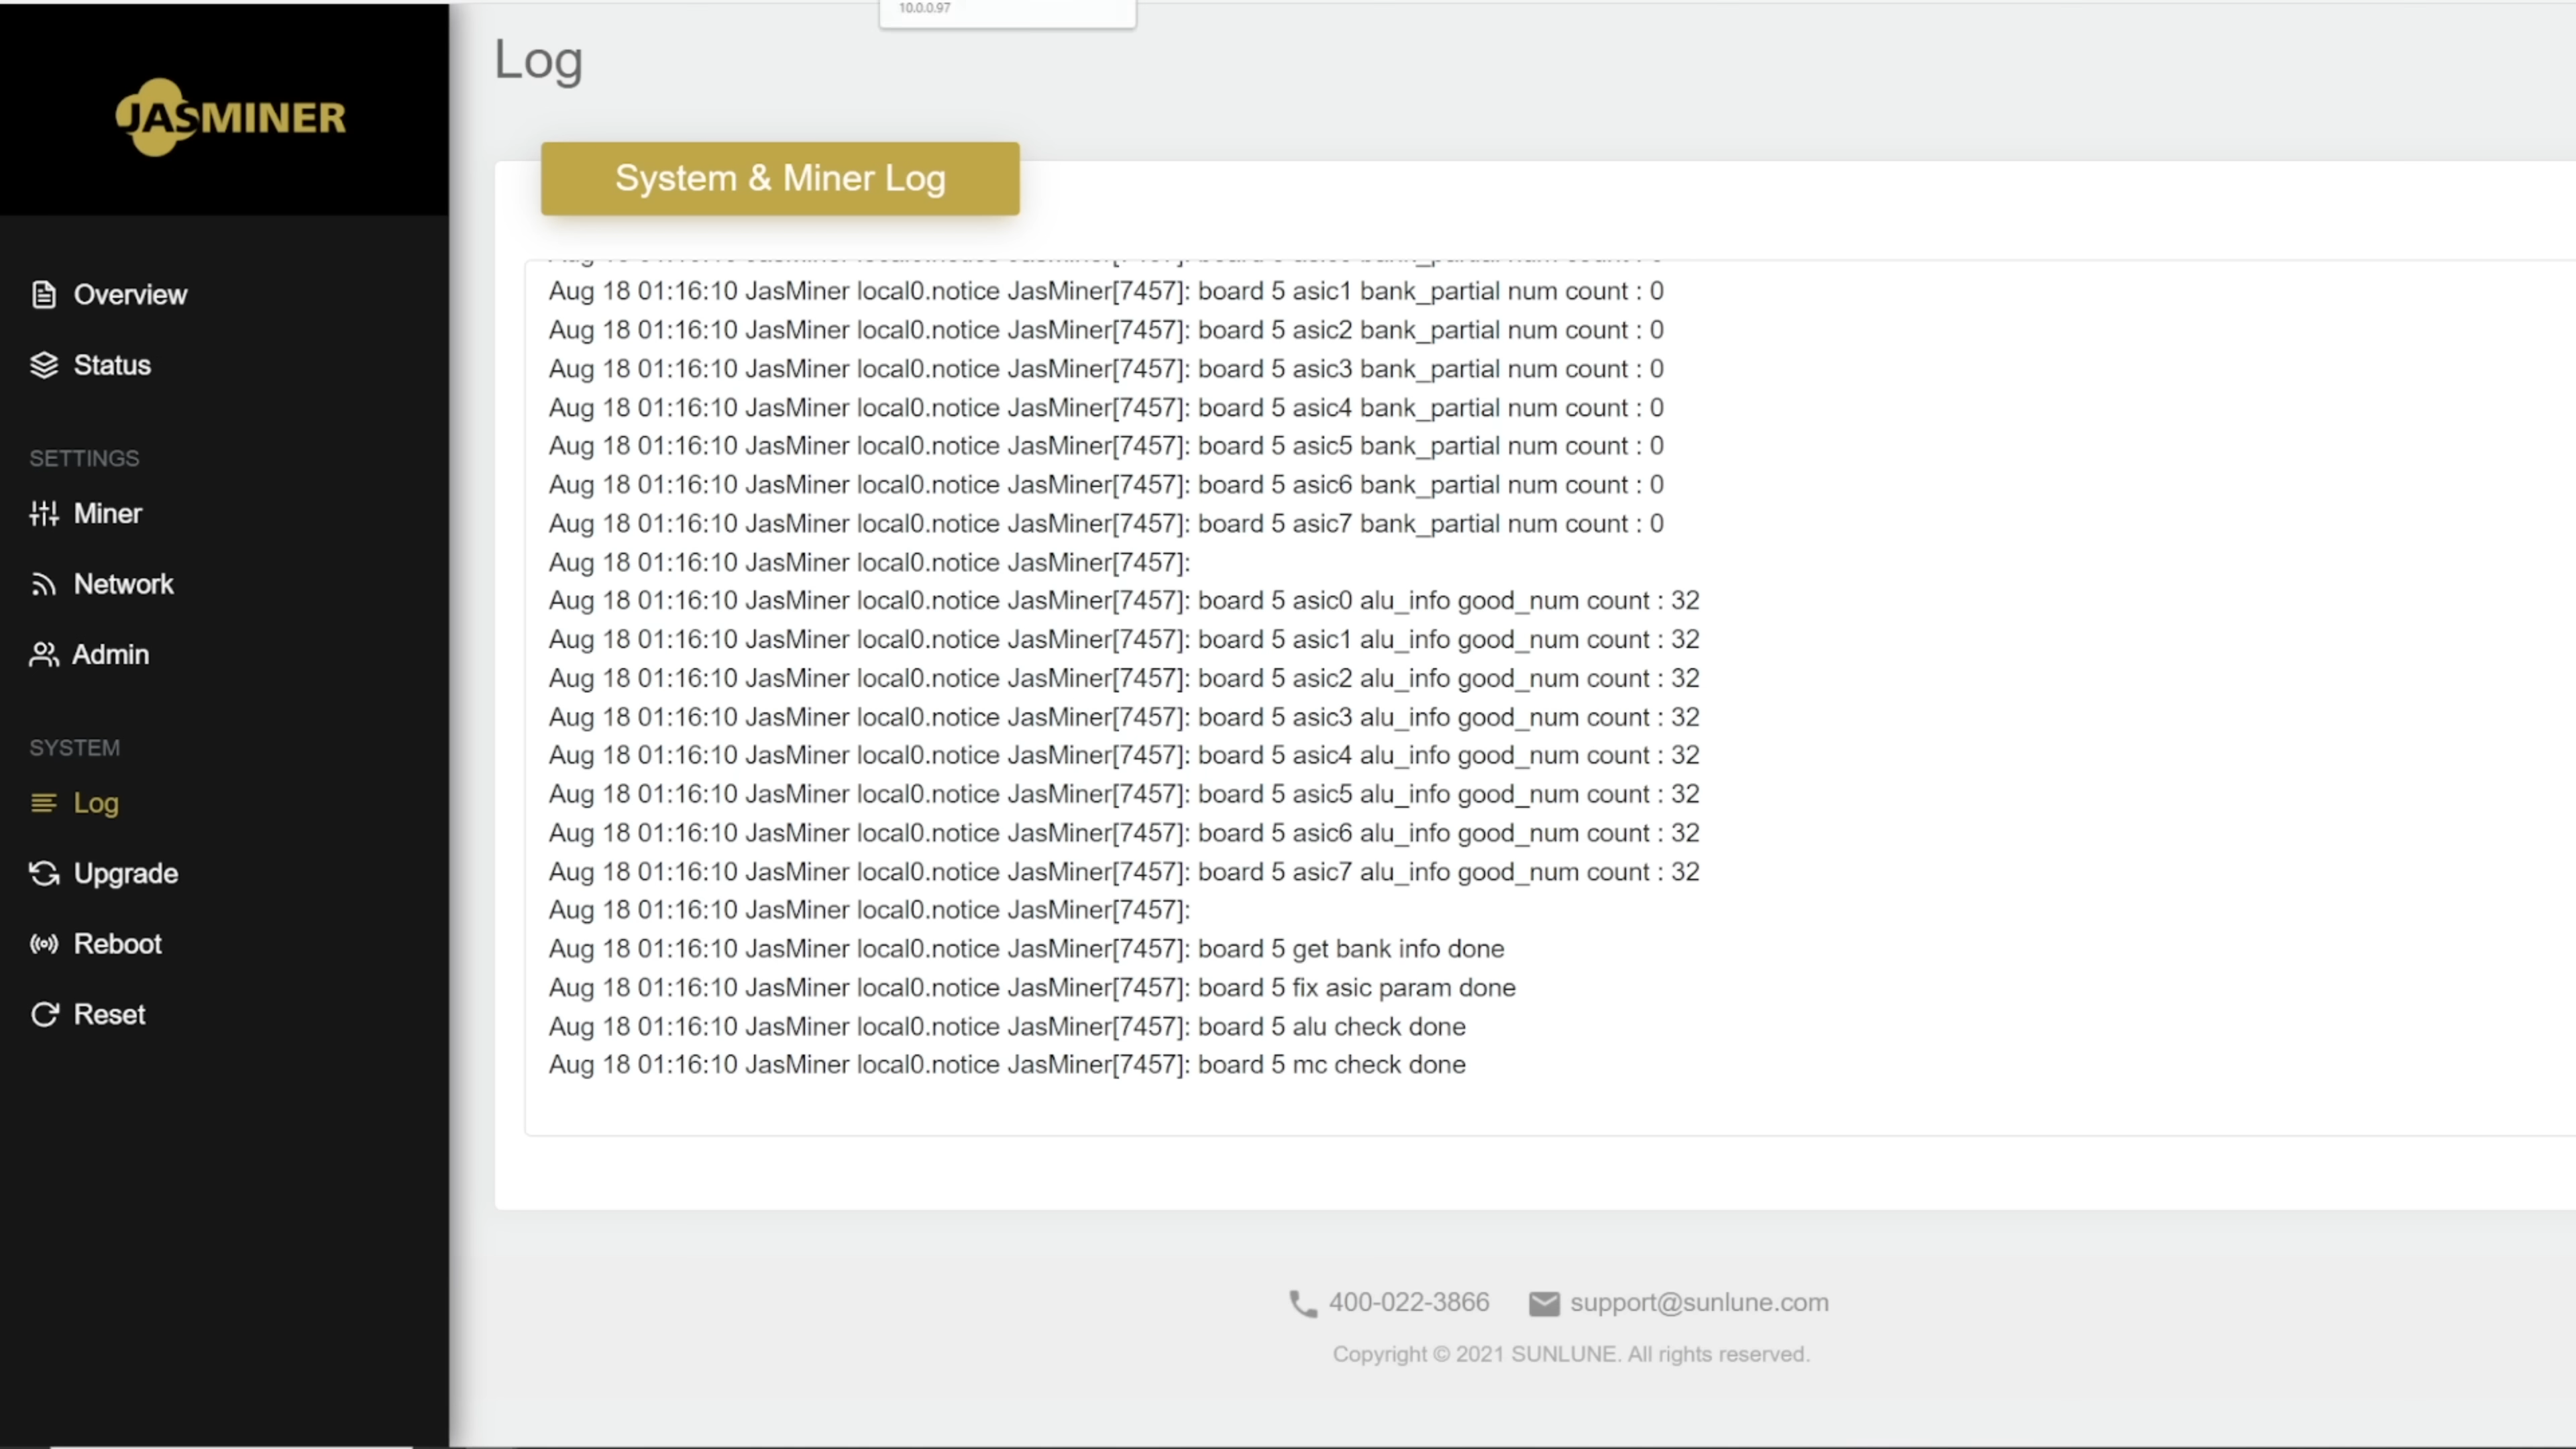 10.0.0.97
JASMINER
Log
System & Miner Log
Overview
Status
SETTINGS
Miner
Network
Admin
SYSTEM
Log
Upgrade
Reboot
Reset
Aug 18 01:16:10 JasMiner local0.notice JasMiner[7457]: board 5 asic1 bank_partial num count : 0
Aug 18 01:16:10 JasMiner local0.notice JasMiner[7457]: board 5 asic2 bank_partial num count : 0
Aug 18 01:16:10 JasMiner local0.notice JasMiner[7457]: board 5 asic3 bank_partial num count : 0
Aug 18 01:16:10 JasMiner local0.notice JasMiner[7457]: board 5 asic4 bank_partial num count : 0
Aug 18 01:16:10 JasMiner local0.notice JasMiner[7457]: board 5 asic5 bank_partial num count : 0
Aug 18 01:16:10 JasMiner local0.notice JasMiner[7457]: board 5 asic6 bank_partial num count : 0
Aug 18 01:16:10 JasMiner local0.notice JasMiner[7457]: board 5 asic7 bank_partial num count : 0
Aug 18 01:16:10 JasMiner local0.notice JasMiner[7457]:
Aug 18 01:16:10 JasMiner local0.notice JasMiner[7457]: board 5 asic0 alu_info good_num count : 32
Aug 18 01:16:10 JasMiner local0.notice JasMiner[7457]: board 5 asic1 alu_info good_num count : 32
Aug 18 01:16:10 JasMiner local0.notice JasMiner[7457]: board 5 asic2 alu_info good_num count : 32
Aug 18 01:16:10 JasMiner local0.notice JasMiner[7457]: board 5 asic3 alu_info good_num count : 32
Aug 18 01:16:10 JasMiner local0.notice JasMiner[7457]: board 5 asic4 alu_info good_num count : 32
Aug 18 01:16:10 JasMiner local0.notice JasMiner[7457]: board 5 asic5 alu_info good_num count : 32
Aug 18 01:16:10 JasMiner local0.notice JasMiner[7457]: board 5 asic6 alu_info good_num count : 32
Aug 18 01:16:10 JasMiner local0.notice JasMiner[7457]: board 5 asic7 alu_info good_num count : 32
Aug 18 01:16:10 JasMiner local0.notice JasMiner[7457]:
Aug 18 01:16:10 JasMiner local0.notice JasMiner[7457]: board 5 get bank info done
Aug 18 01:16:10 JasMiner local0.notice JasMiner[7457]: board 5 fix asic param done
Aug 18 01:16:10 JasMiner local0.notice JasMiner[7457]: board 5 alu check done
Aug 18 01:16:10 JasMiner local0.notice JasMiner[7457]: board 5 mc check done
400-022-3866 support@sunlune.com
Copyright © 2021 SUNLUNE. All rights reserved.